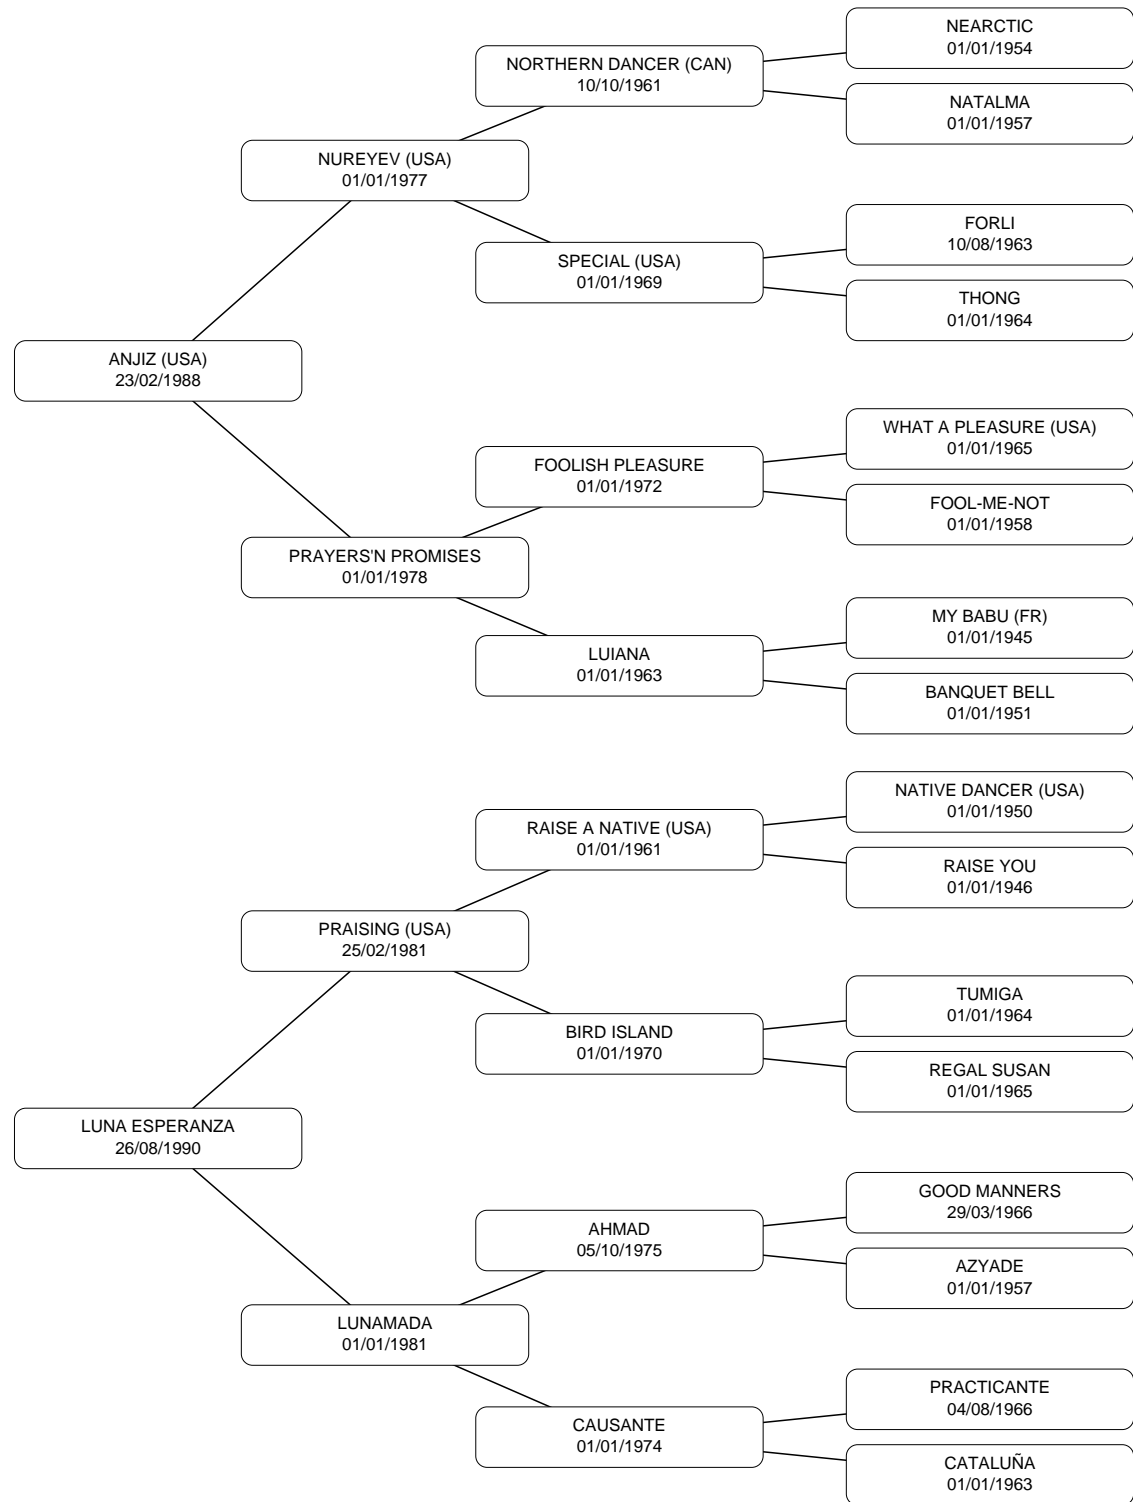 NEARCTIC
01/01/1954
NORTHERN DANCER (CAN)
10/10/1961
NATALMA
01/01/1957
NUREYEV (USA)
01/01/1977
FORLI
10/08/1963
SPECIAL (USA)
01/01/1969
THONG
01/01/1964
ANJIZ (USA)
23/02/1988
WHAT A PLEASURE (USA)
01/01/1965
FOOLISH PLEASURE
01/01/1972
FOOL-ME-NOT
01/01/1958
PRAYERS'N PROMISES
01/01/1978
MY BABU (FR)
01/01/1945
LUIANA
01/01/1963
BANQUET BELL
01/01/1951
NATIVE DANCER (USA)
01/01/1950
RAISE A NATIVE (USA)
01/01/1961
RAISE YOU
01/01/1946
PRAISING (USA)
25/02/1981
TUMIGA
01/01/1964
BIRD ISLAND
01/01/1970
REGAL SUSAN
01/01/1965
LUNA ESPERANZA
26/08/1990
GOOD MANNERS
29/03/1966
AHMAD
05/10/1975
AZYADE
01/01/1957
LUNAMADA
01/01/1981
PRACTICANTE
04/08/1966
CAUSANTE
01/01/1974
CATALUÑA
01/01/1963